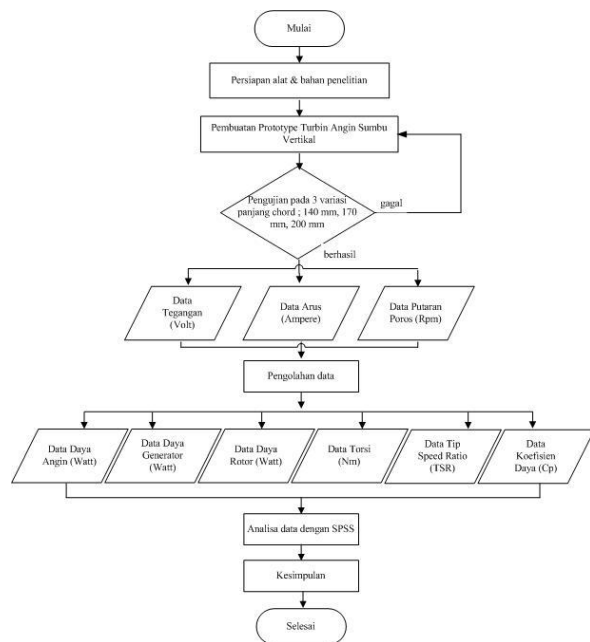 Mulai
Persiapan alat & bahan penelitian
Pembuatan Prototype Turbin Angin Sumbu
Vertikal
Pengujian pada 3 variasi
panjang chord ; 140 mm, 170
mm, 200 mm
gagal
berhasil
Data
Tegangan
(Volt)
Data Arus
(Ampere)
Data Putaran
Poros (Rpm)
Pengolahan data
Data Daya
Angin (Watt)
Data Daya
Generator
(Watt)
Data Daya
Rotor (Watt)
Data Torsi
(Nm)
Data Tip
Speed Ratio
(TSR)
Data
Koefisien
Daya (Cp)
Analisa data dengan SPSS
Kesimpulan
Selesai